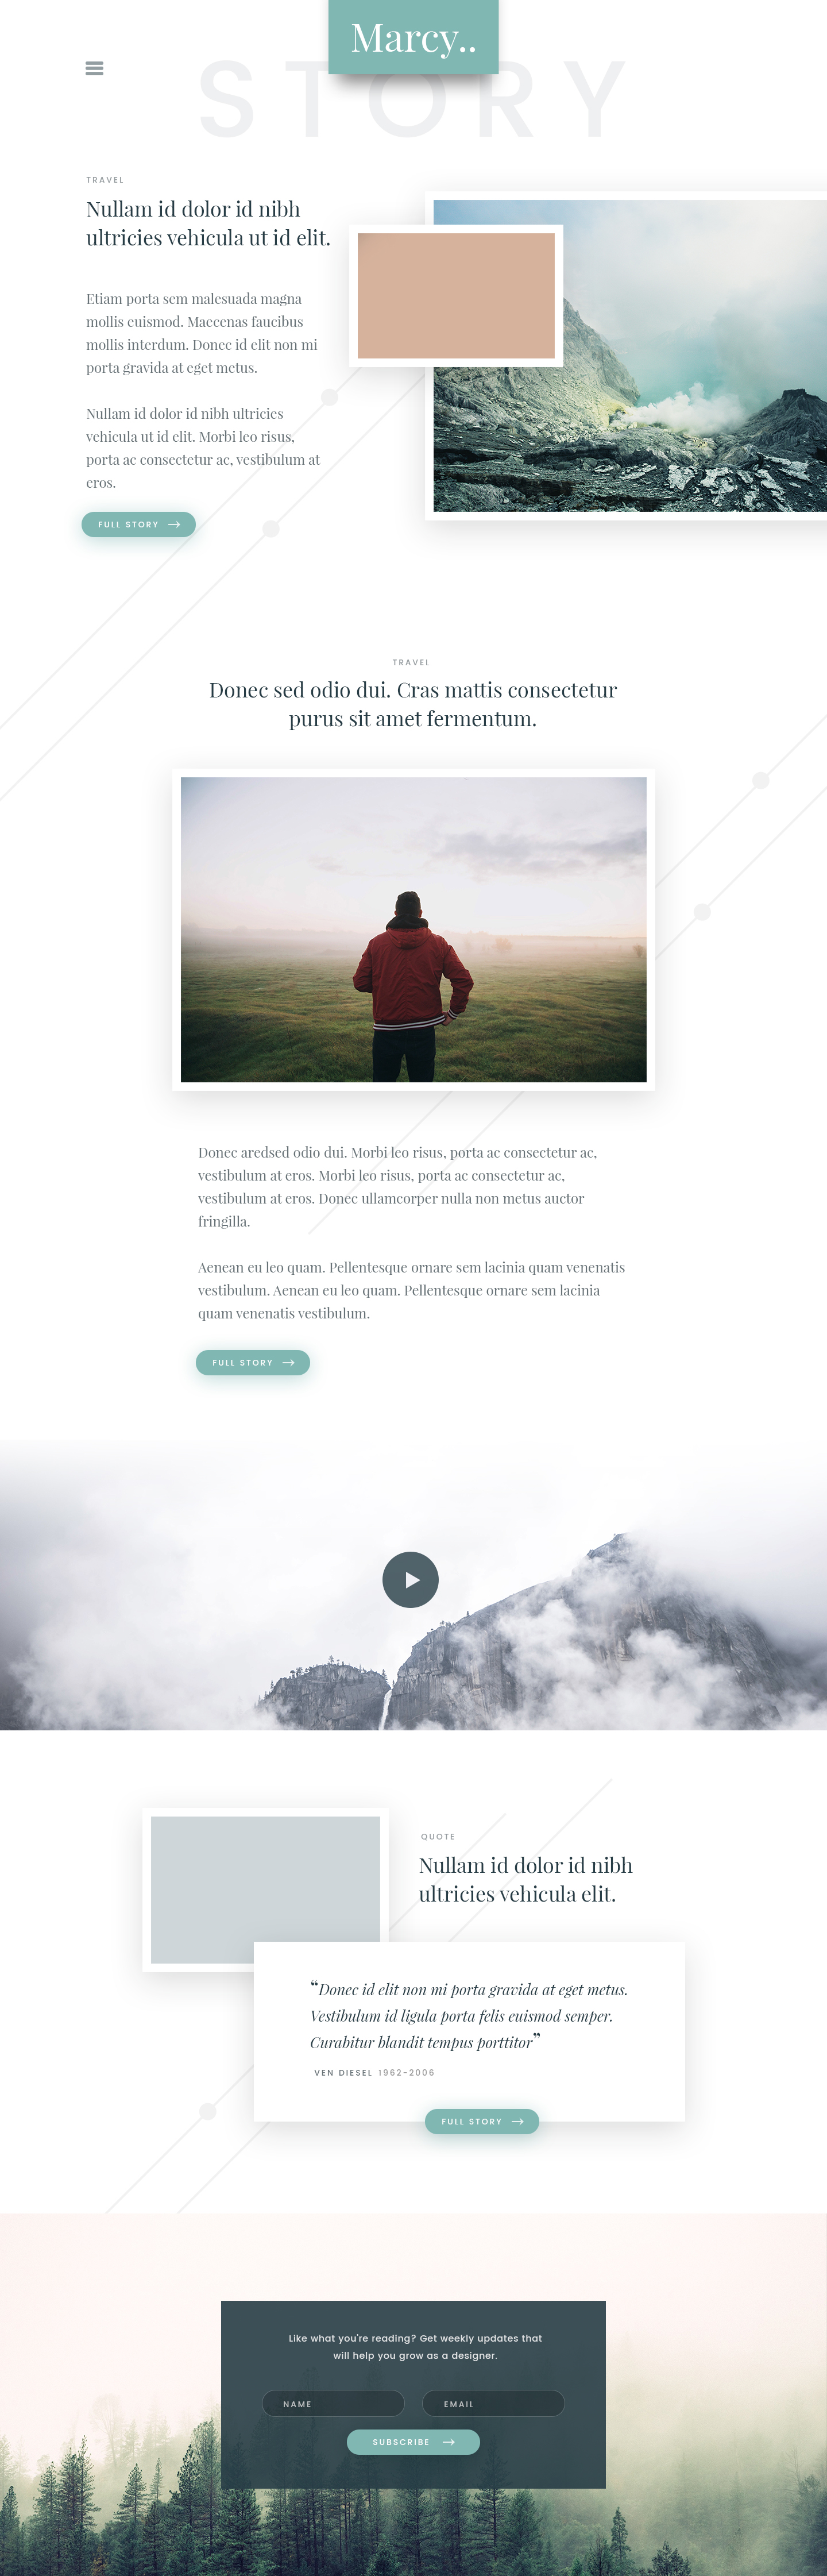 Marcy..
STORY
TRAVEL
Nullam id dolor id nibh
ultricies vehicula ut id elit.
Etiam porta sem malesuada magna
mollis euismod. Maecenas faucibus
mollis interdum. Donec id elit non mi
porta gravida at eget metus.
Nullam id dolor id nibh ultricies
vehicula ut id elit. Morbi leo risus,
porta ac consectetur ac, vestibulum at
eros.
FULL STORY
TRAVEL
Donec sed odio dui. Cras mattis consectetur
purus sit amet fermentum.
Donec aredsed odio dui. Morbi leo risus, porta ac consectetur ac,
vestibulum at eros. Morbi leo risus, porta ac consectetur ac,
vestibulum at eros. Donec ullamcorper nulla non metus auctor
fringilla.
Aenean eu leo quam. Pellentesque ornare sem lacinia quam venenatis
vestibulum. Aenean eu leo quam. Pellentesque ornare sem lacinia
quam venenatis vestibulum.
FULL STORY
QUOTE
Nullam id dolor id nibh
ultricies vehicula elit.
“Donec id elit non mi porta gravida at eget metus.
Vestibulum id ligula porta felis euismod semper.
Curabitur blandit tempus porttitor”
VEN DIESEL 1962-2006
FULL STORY
Like what you're reading? Get weekly updates that
will help you grow as a designer.
NAME EMAIL
SUBSCRIBE